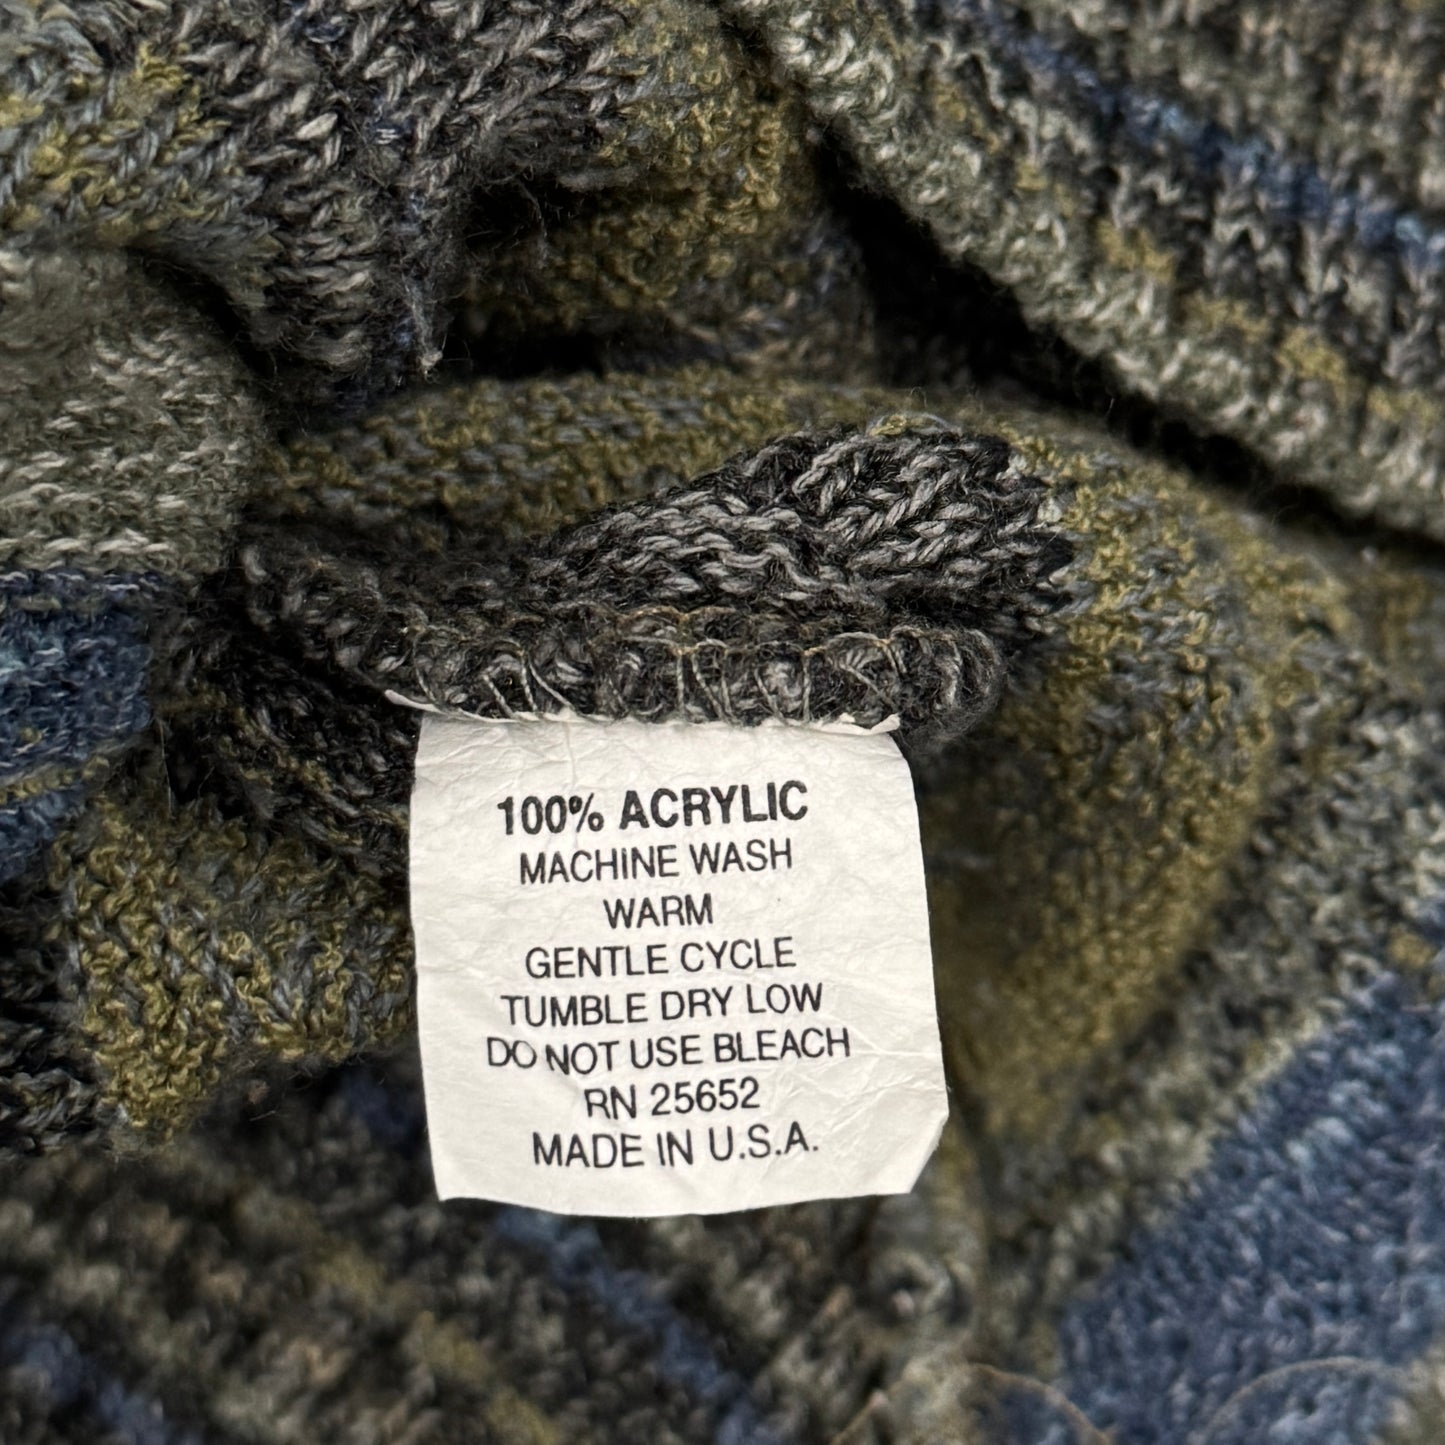 100% ACRYLIC
MACHINE WASH
WARM
GENTLE CYCLE
TUMBLE DRY LOW
DO NOT USE BLEACH
RN 25652
MADE IN U.S.A.